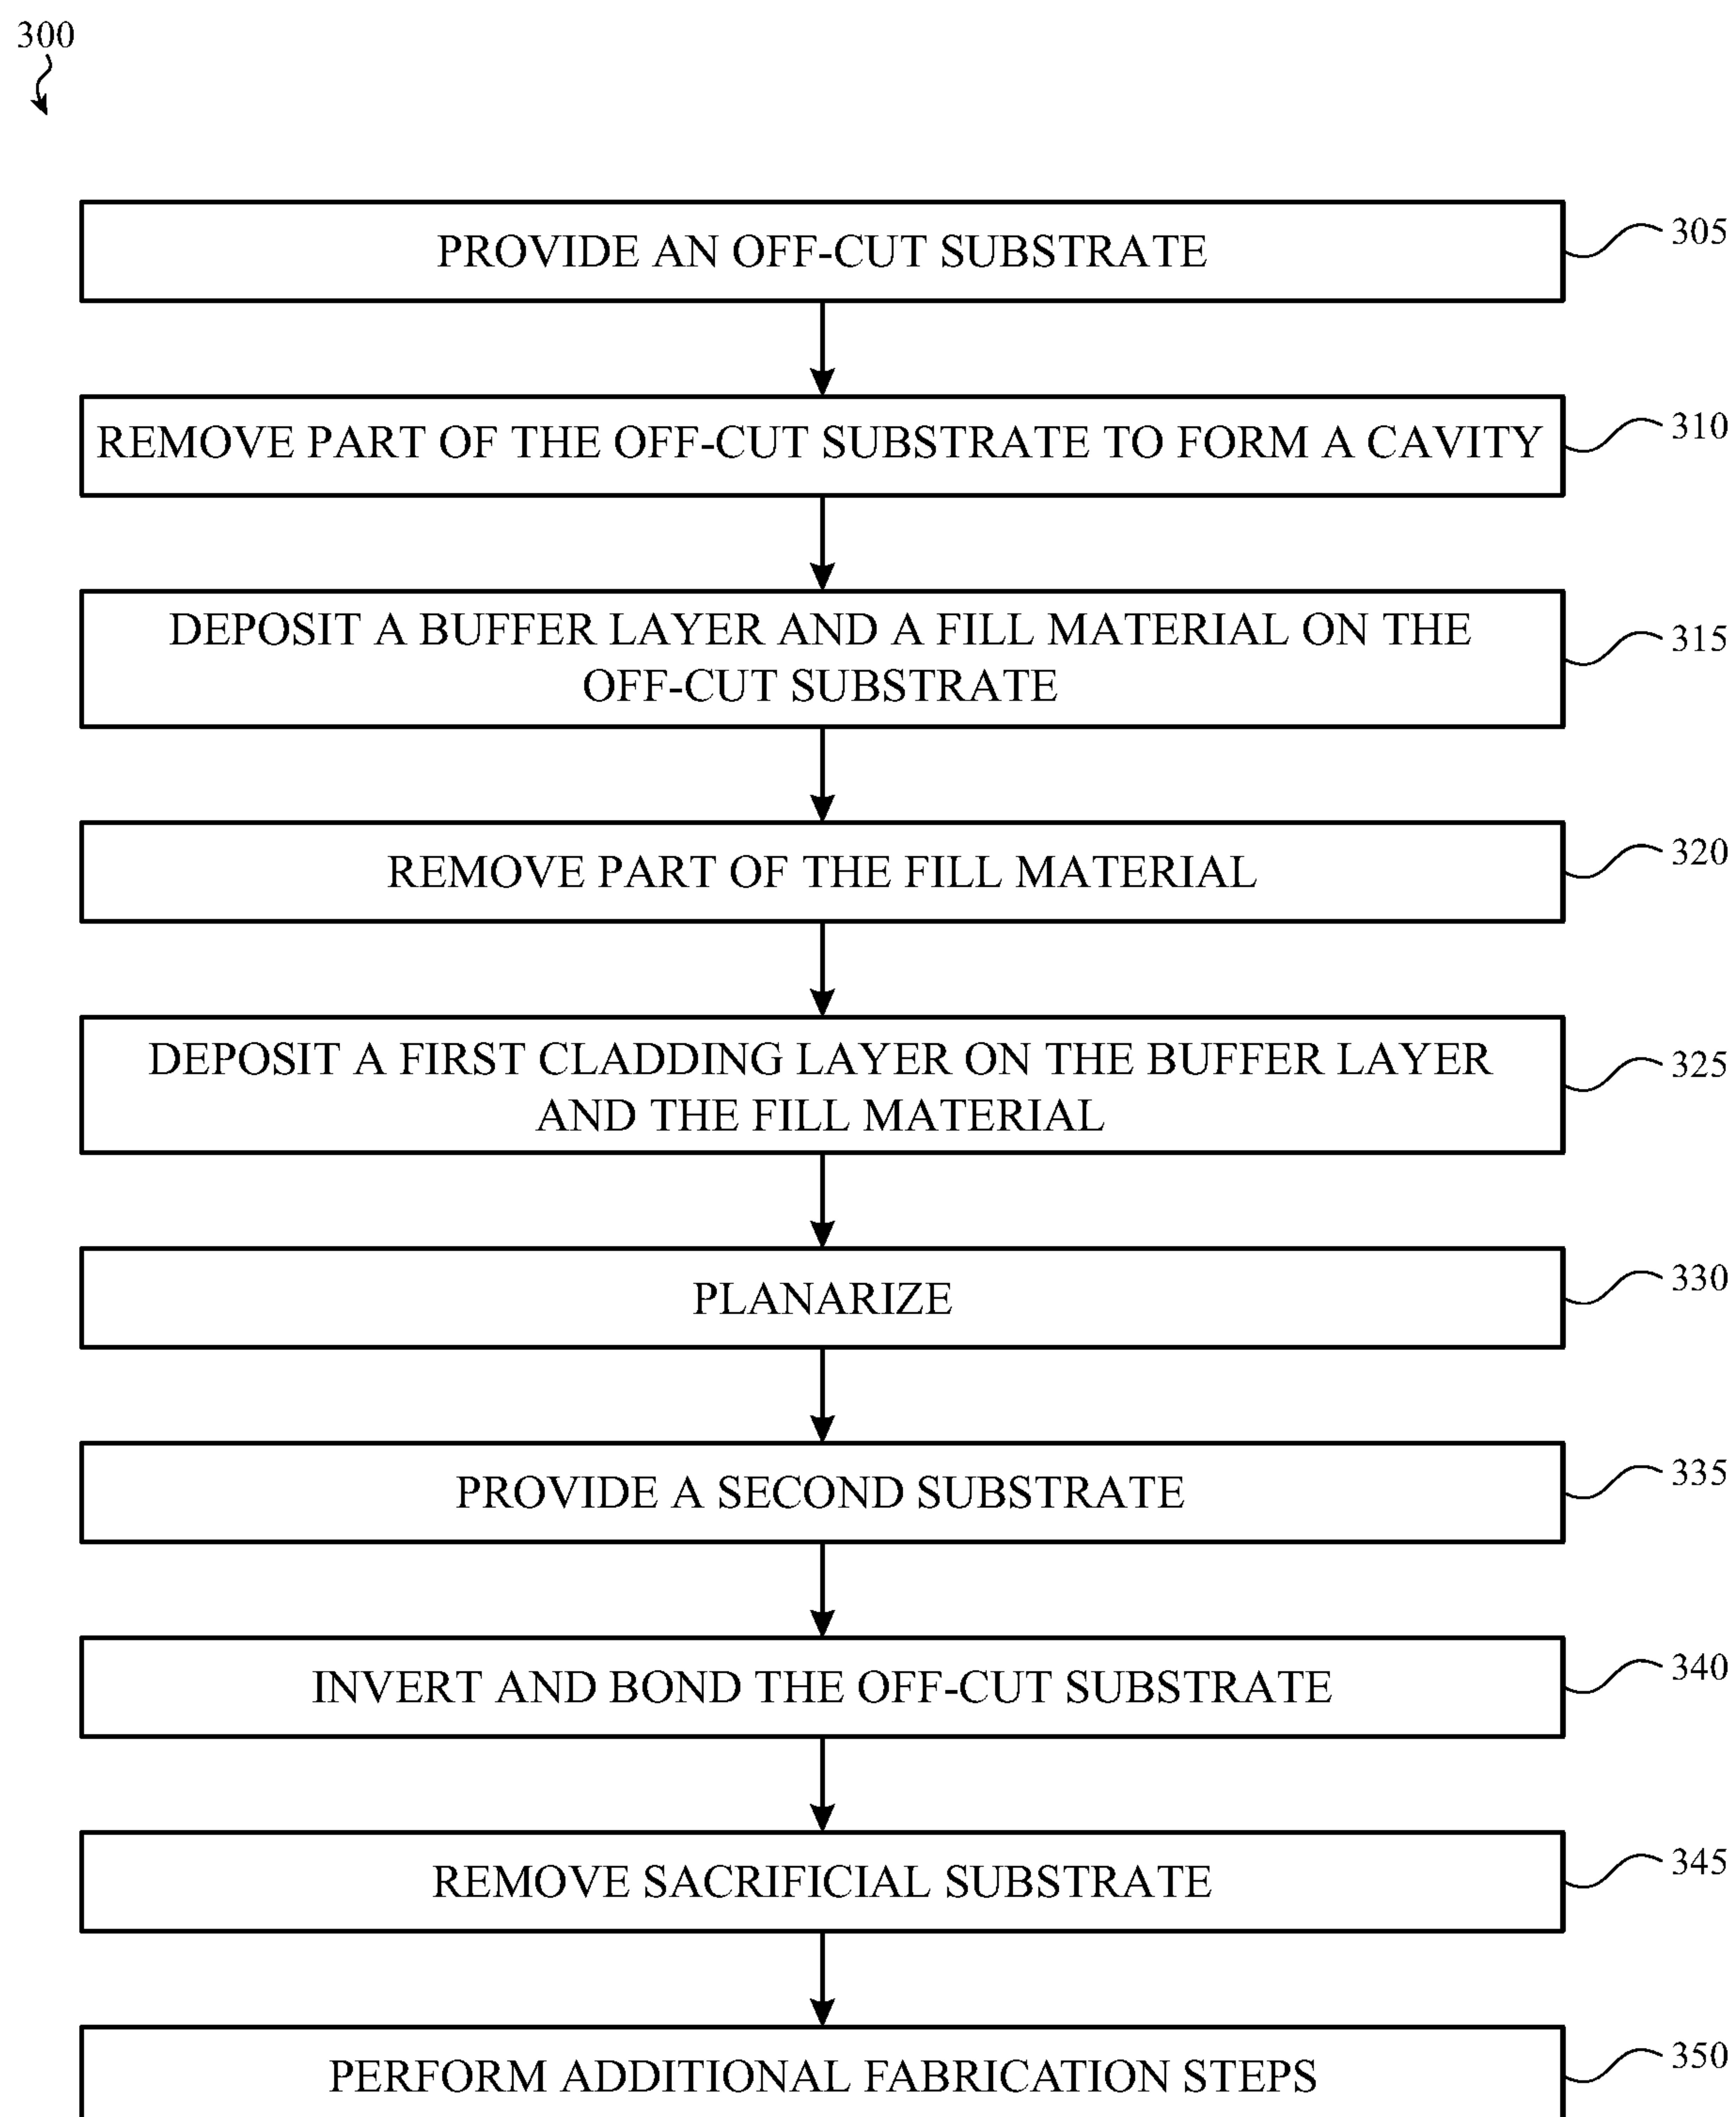 300
PROVIDE AN OFF-CUT SUBSTRATE
305
REMOVE PART OF THE OFF-CUT SUBSTRATE TO FORM A CAVITY
310
DEPOSIT A BUFFER LAYER AND A FILL MATERIAL ON THE
OFF-CUT SUBSTRATE
315
REMOVE PART OF THE FILL MATERIAL
320
DEPOSIT A FIRST CLADDING LAYER ON THE BUFFER LAYER
AND THE FILL MATERIAL
325
PLANARIZE
330
PROVIDE A SECOND SUBSTRATE
335
INVERT AND BOND THE OFF-CUT SUBSTRATE
340
REMOVE SACRIFICIAL SUBSTRATE
345
PERFORM ADDITIONAL FABRICATION STEPS
350